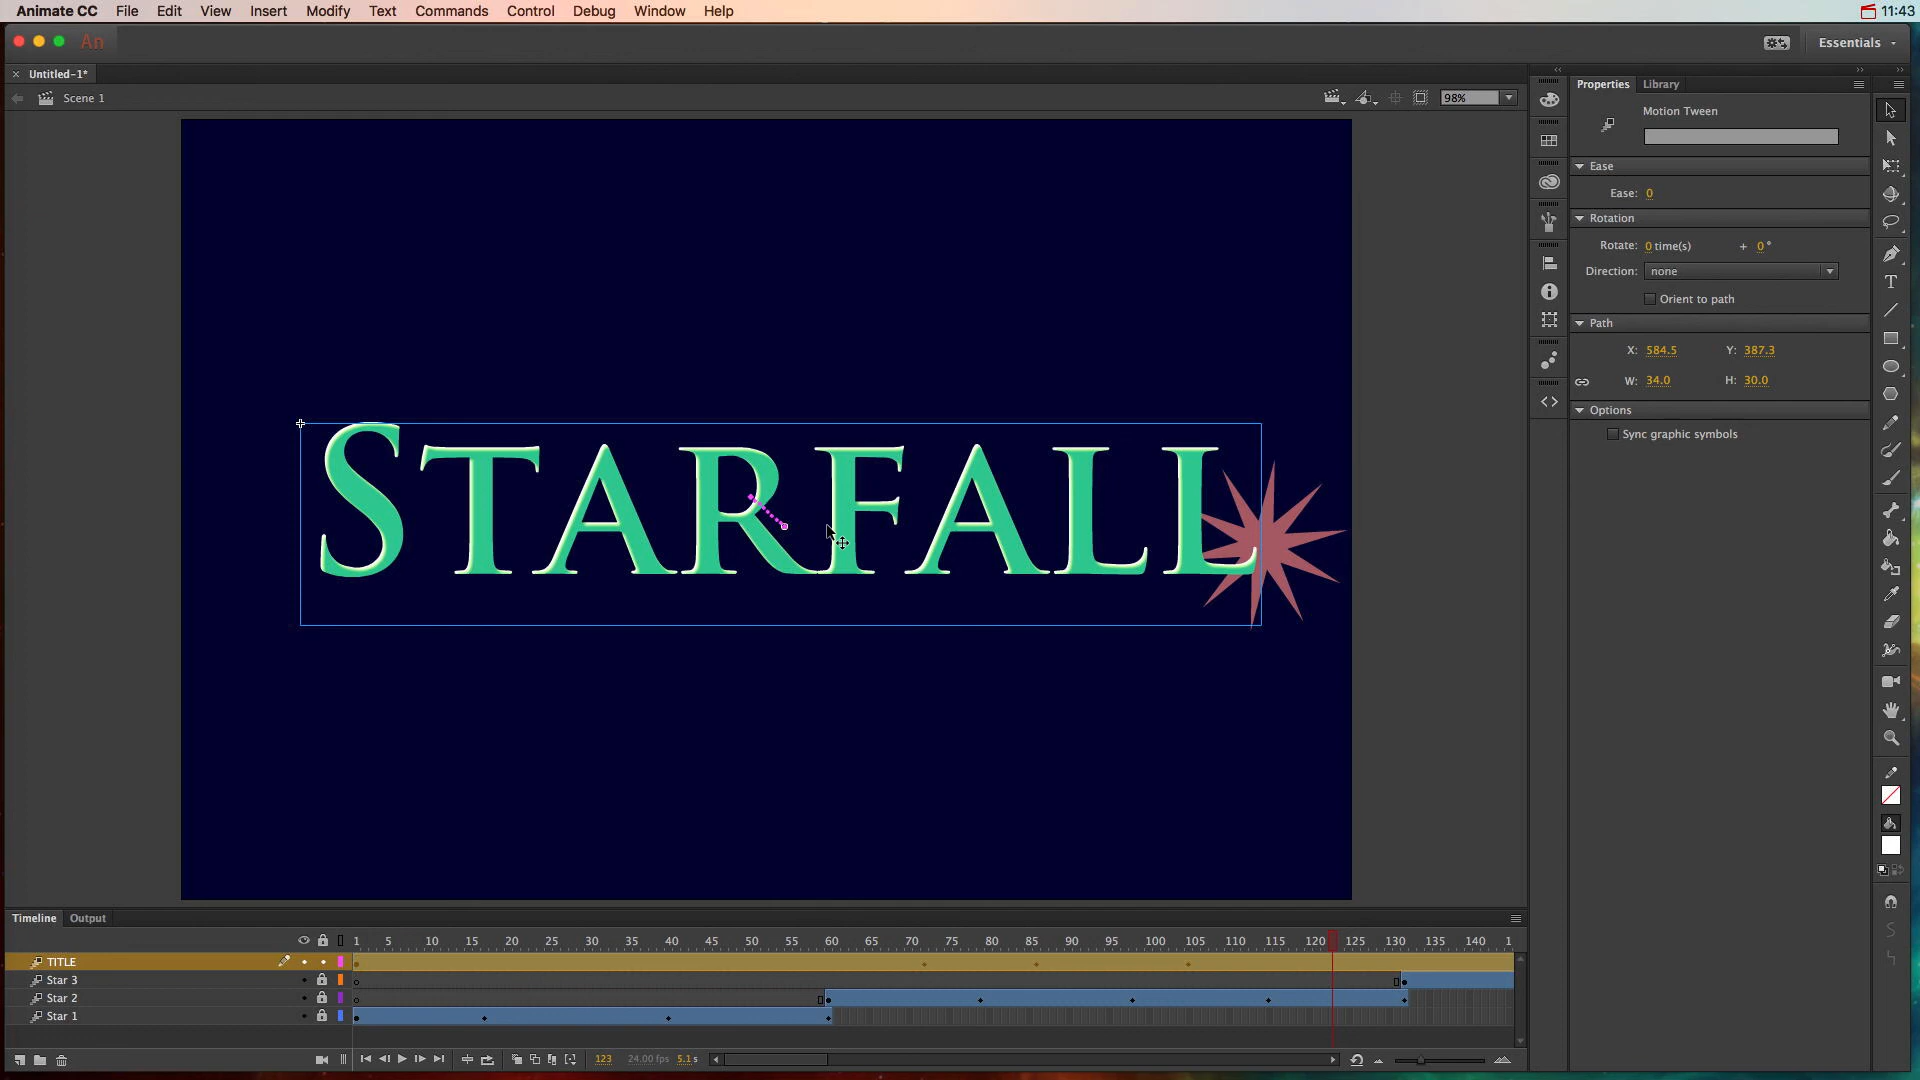 Animate CC File Edit View Insert Modify Text Commands Control Debug Window Help 11:43
An Essentials
Untitled-1*
Scene 1 98%
Properties Library
Motion Tween
Ease
Ease: 0
Rotation
Rotate: 0 time(s) + 0°
Direction: none
Orient to path
Path
X: 584.5 Y: 387.3
W: 34.0 H: 30.0
Options
Sync graphic symbols
STARFALL
Timeline Output
1 5 10 15 20 25 30 35 40 45 50 55 60 65 70 75 80 85 90 95 100 105 110 115 120 125 130 135 140 1
TITLE
Star 3
Star 2
Star 1
123 24.00 fps 5.1 s